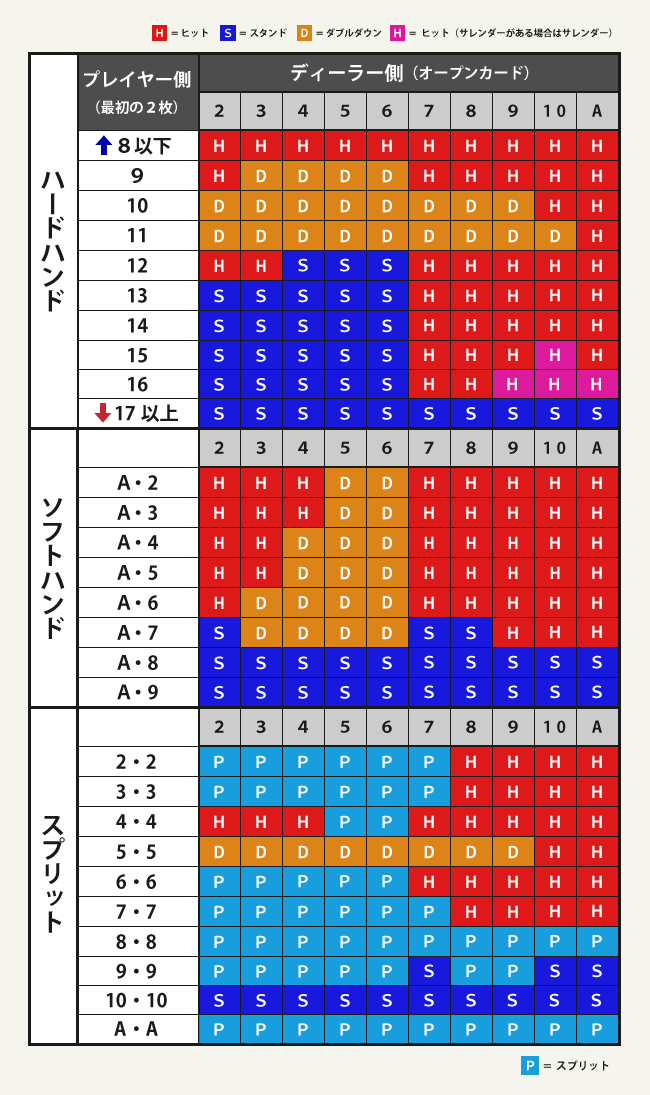 H = ヒット S = スタンド D = ダブルダウン H = ヒット（サレンダーがある場合はサレンダー）
プレイヤー側
（最初の2枚）
ディーラー側（オープンカード）
2 3 4 5 6 7 8 9 10 A
ハードハンド
8以下 H H H H H H H H H H
9 H D D D D H H H H H
10 D D D D D D D D H H
11 D D D D D D D D D H
12 H H S S S H H H H H
13 S S S S S H H H H H
14 S S S S S H H H H H
15 S S S S S H H H H H
16 S S S S S H H H H H
17以上 S S S S S S S S S S
2 3 4 5 6 7 8 9 10 A
ソフトハンド
A・2 H H H D D H H H H H
A・3 H H H D D H H H H H
A・4 H H D D D H H H H H
A・5 H H D D D H H H H H
A・6 H D D D D H H H H H
A・7 S D D D D S S H H H
A・8 S S S S S S S S S S
A・9 S S S S S S S S S S
2 3 4 5 6 7 8 9 10 A
スプリット
2・2 P P P P P P H H H H
3・3 P P P P P P H H H H
4・4 H H H P P H H H H H
5・5 D D D D D D D D H H
6・6 P P P P P H H H H H
7・7 P P P P P P H H H H
8・8 P P P P P P P P P P
9・9 P P P P P S P P S S
10・10 S S S S S S S S S S
A・A P P P P P P P P P P
P = スプリット